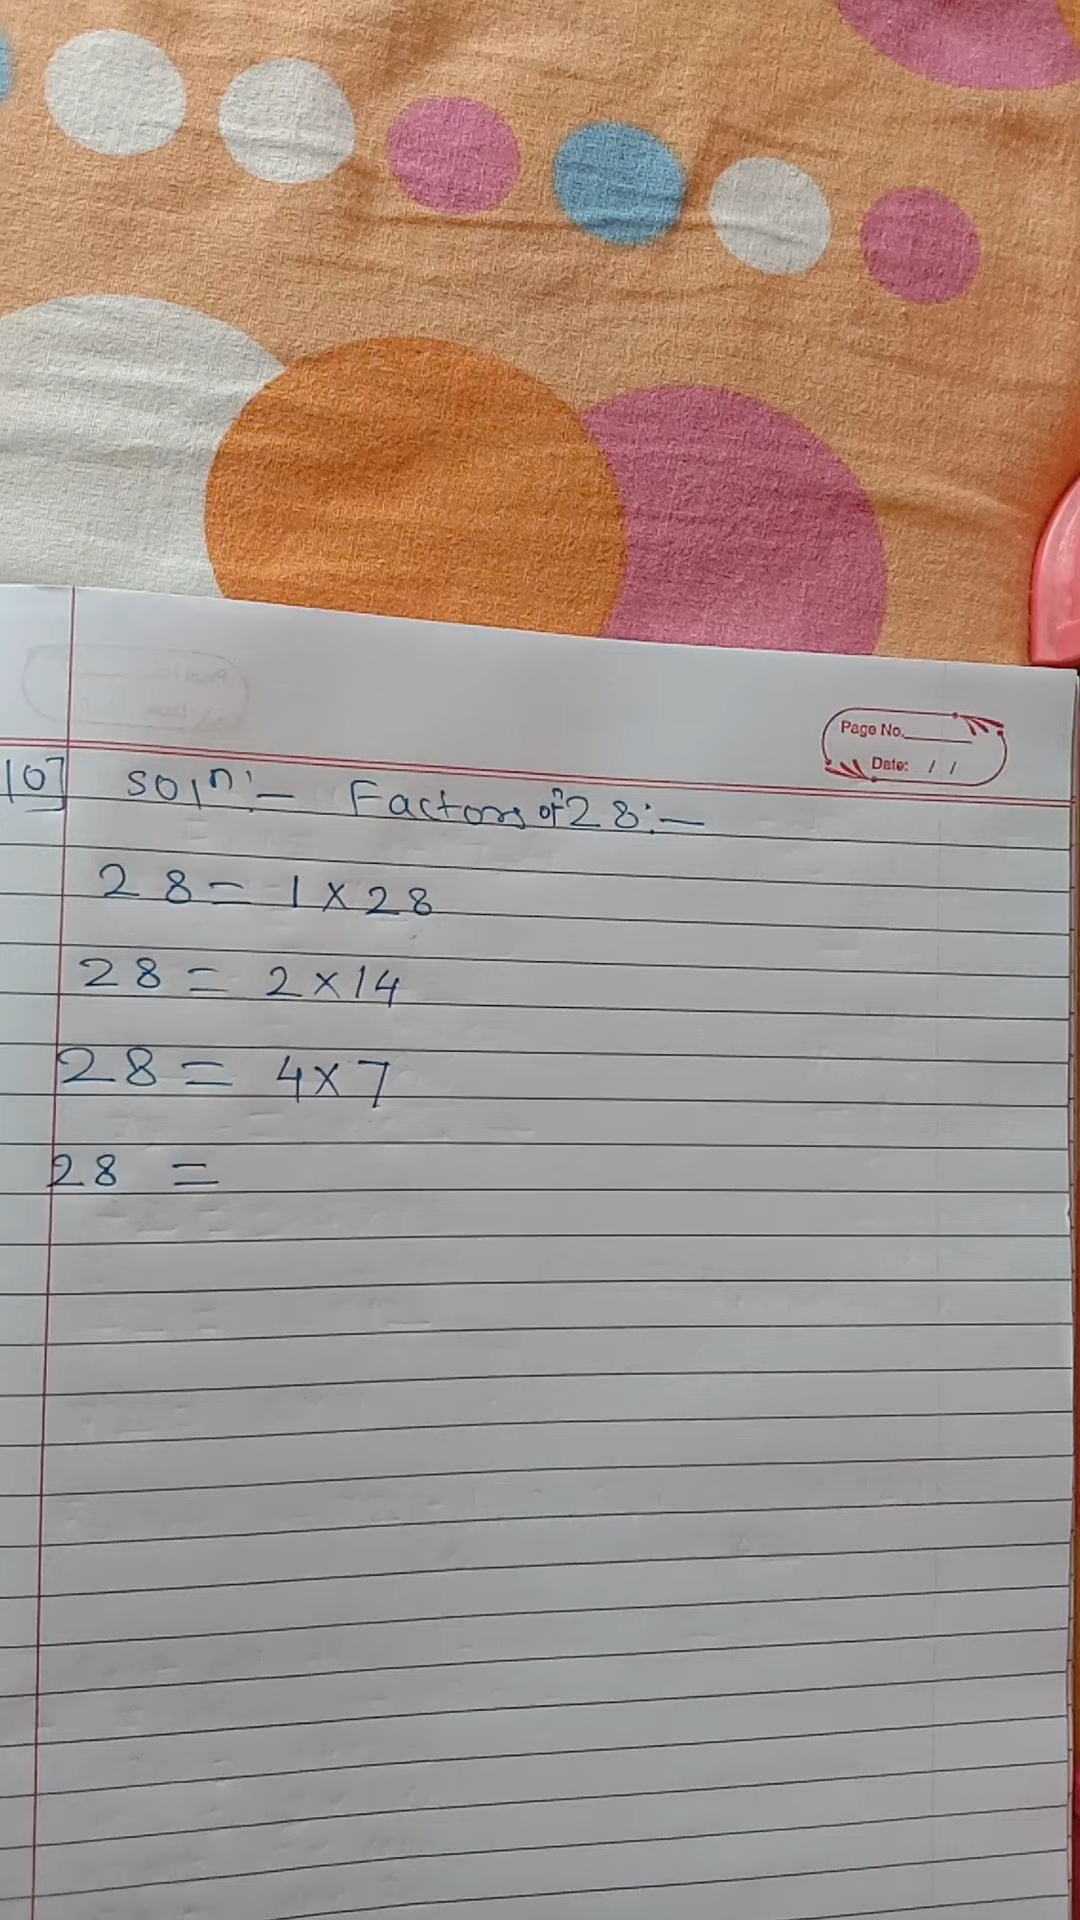 Page No.
Date: / /
10] soln:- Factors of 28:-
28 = 1 x 28
28 = 2 x 14
28 = 4 x 7
28 =